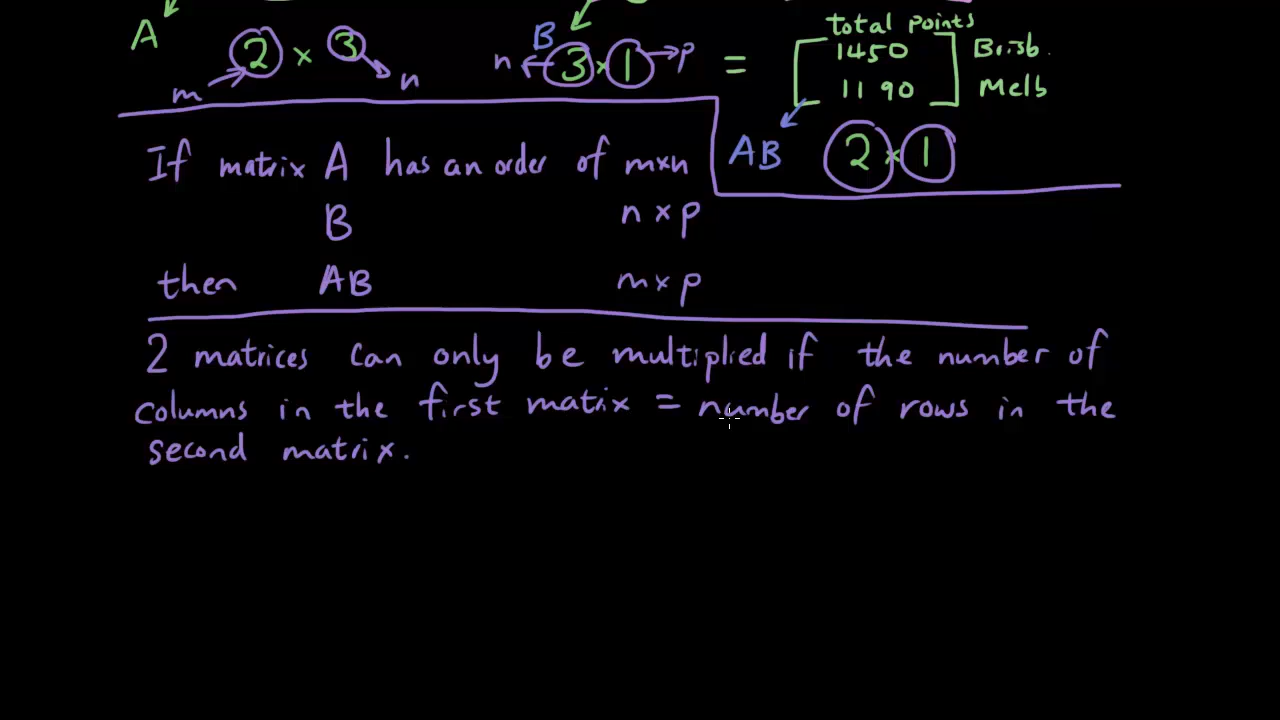 A
2 × 3
m
n
B
n
3 × 1
p
=
total points
1450 Brisb.
1190 Melb
AB 2 × 1
If matrix A has an order of m×n
B n × p
then AB m × p
2 matrices can only be multiplied if the number of
columns in the first matrix = number of rows in the
second matrix.